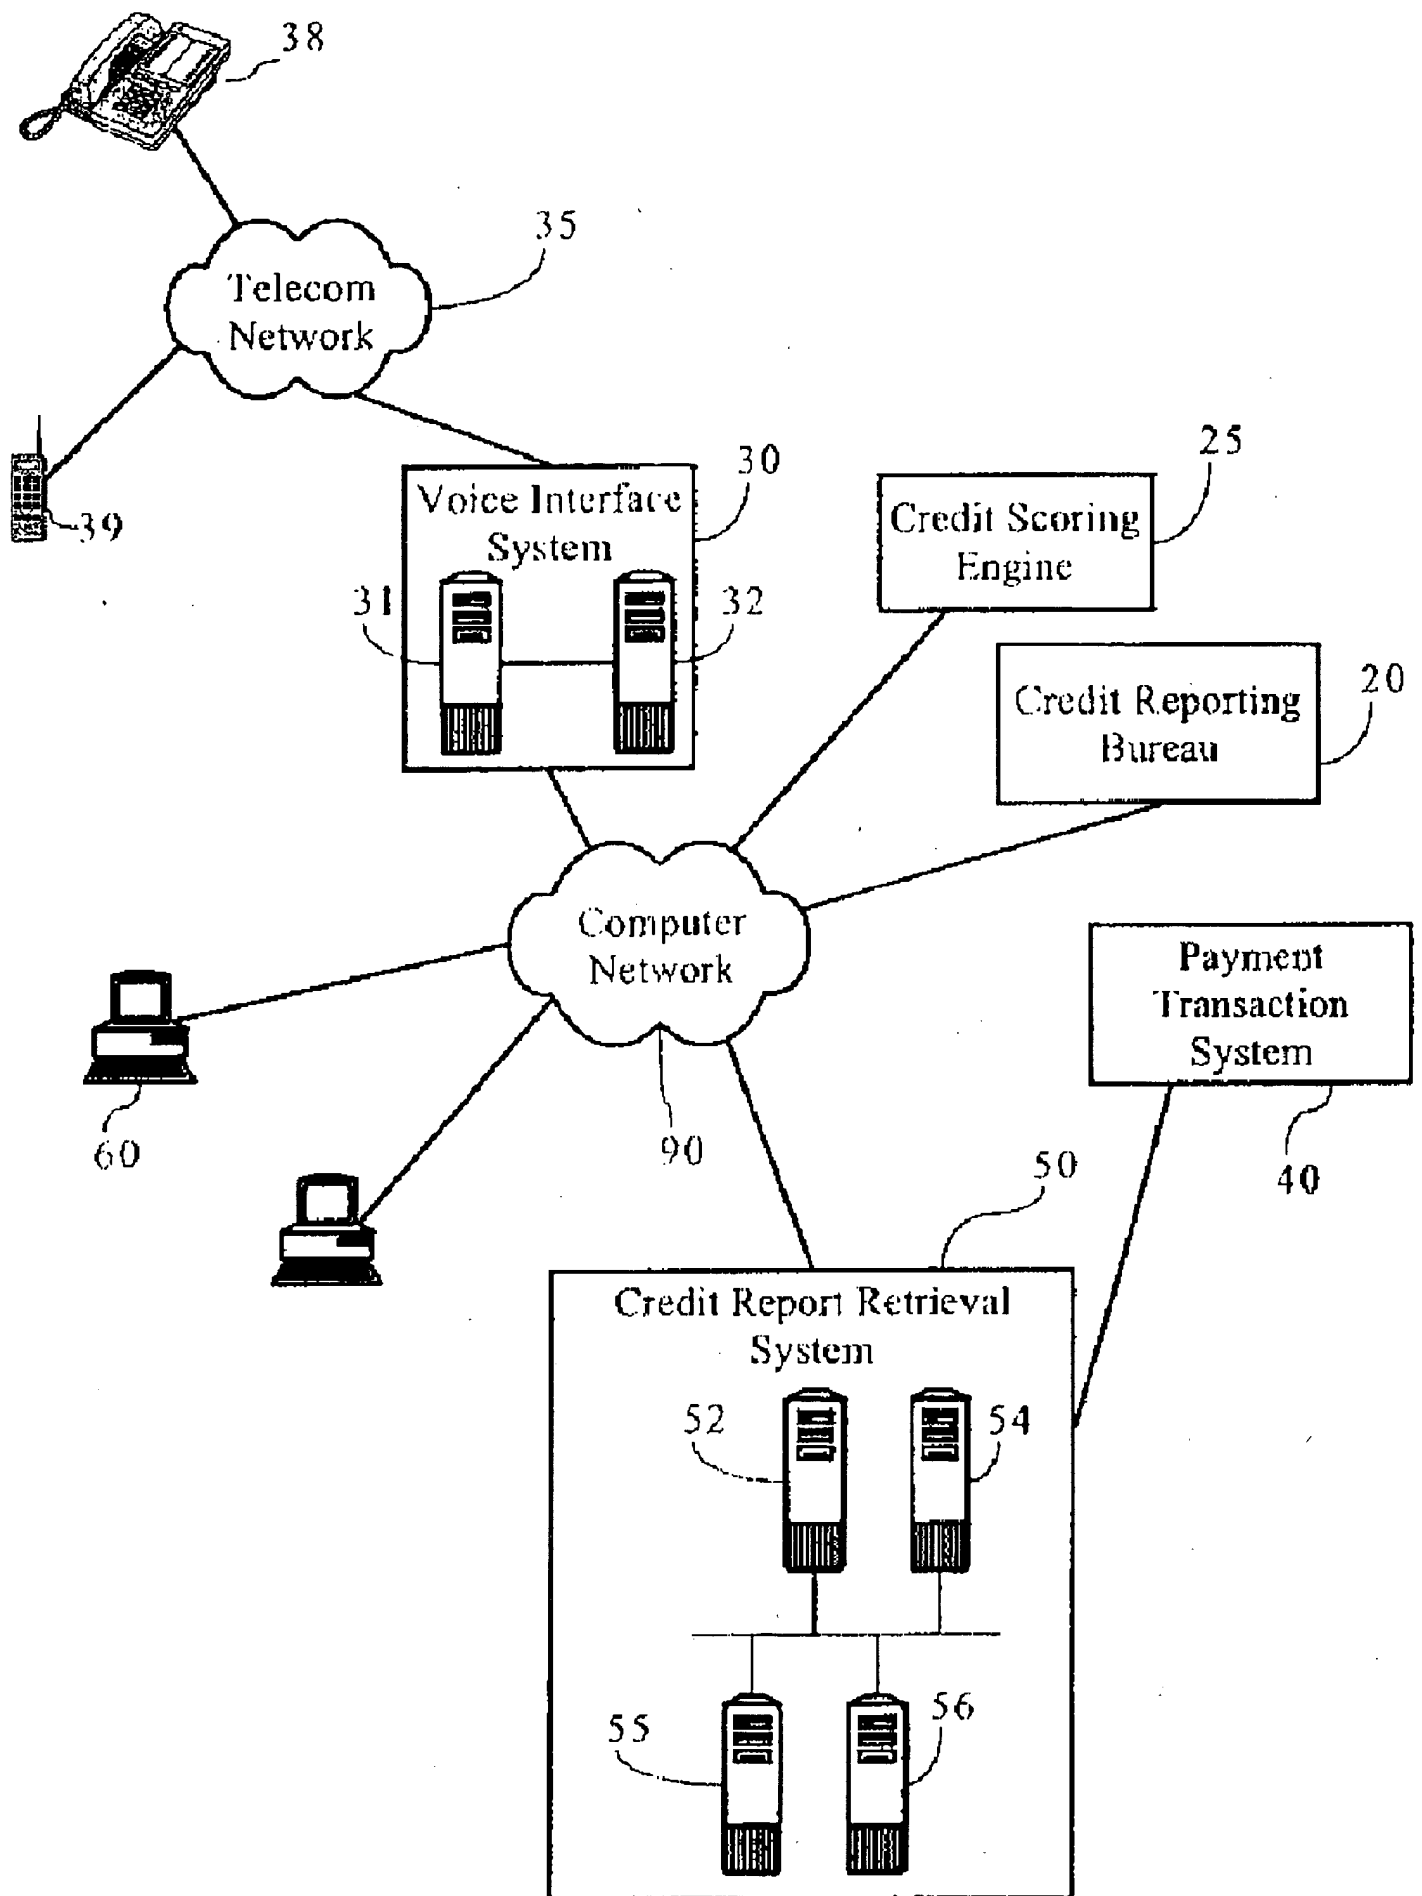 38
35
Telecom
Network
39
30
Voice Interface
System
31
32
25
Credit Scoring
Engine
20
Credit Reporting
Bureau
Computer
Network
90
60
Payment
Transaction
System
40
50
Credit Report Retrieval
System
52
54
55
56